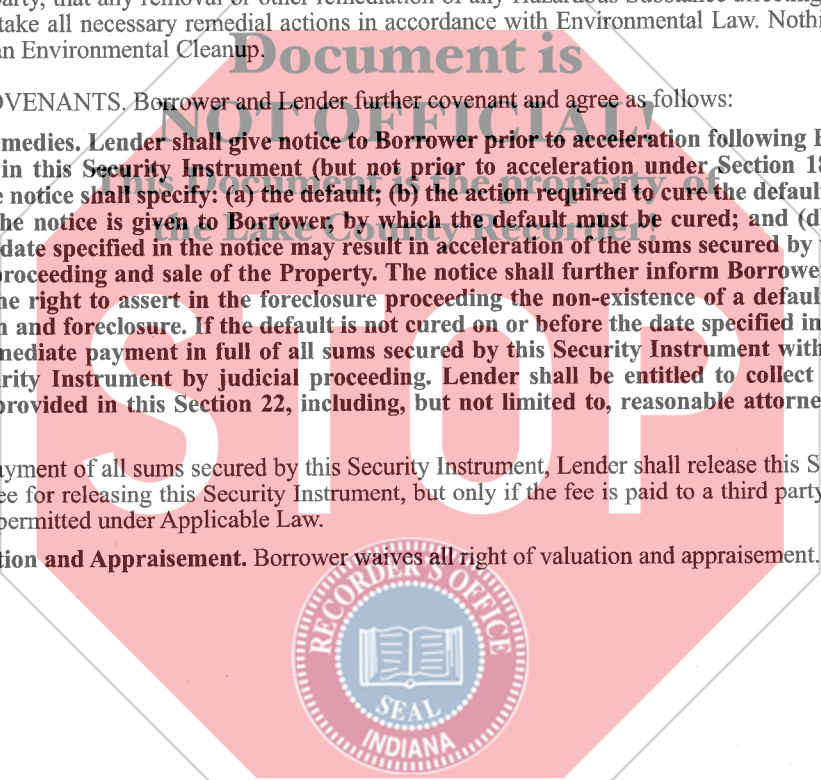 party, that any removal or other remediation of any Hazardous Substance affecting
take all necessary remedial actions in accordance with Environmental Law. Nothi
an Environmental Cleanup.
OVENANTS. Borrower and Lender further covenant and agree as follows:
medies. Lender shall give notice to Borrower prior to acceleration following B
in this Security Instrument (but not prior to acceleration under Section 18
e notice shall specify: (a) the default; (b) the action required to cure the defaul
he notice is given to Borrower, by which the default must be cured; and (d)
date specified in the notice may result in acceleration of the sums secured by
roceeding and sale of the Property. The notice shall further inform Borrowe
he right to assert in the foreclosure proceeding the non-existence of a defaul
n and foreclosure. If the default is not cured on or before the date specified in
mediate payment in full of all sums secured by this Security Instrument with
rity Instrument by judicial proceeding. Lender shall be entitled to collect
provided in this Section 22, including, but not limited to, reasonable attorne
ayment of all sums secured by this Security Instrument, Lender shall release this S
ee for releasing this Security Instrument, but only if the fee is paid to a third party
permitted under Applicable Law.
tion and Appraisement. Borrower waives all right of valuation and appraisement.
Document is
NOT OFFICIAL!
This Document is the property of
the Lake County Recorder!
STOP
RECORDER'S OFFICE
SEAL
INDIANA